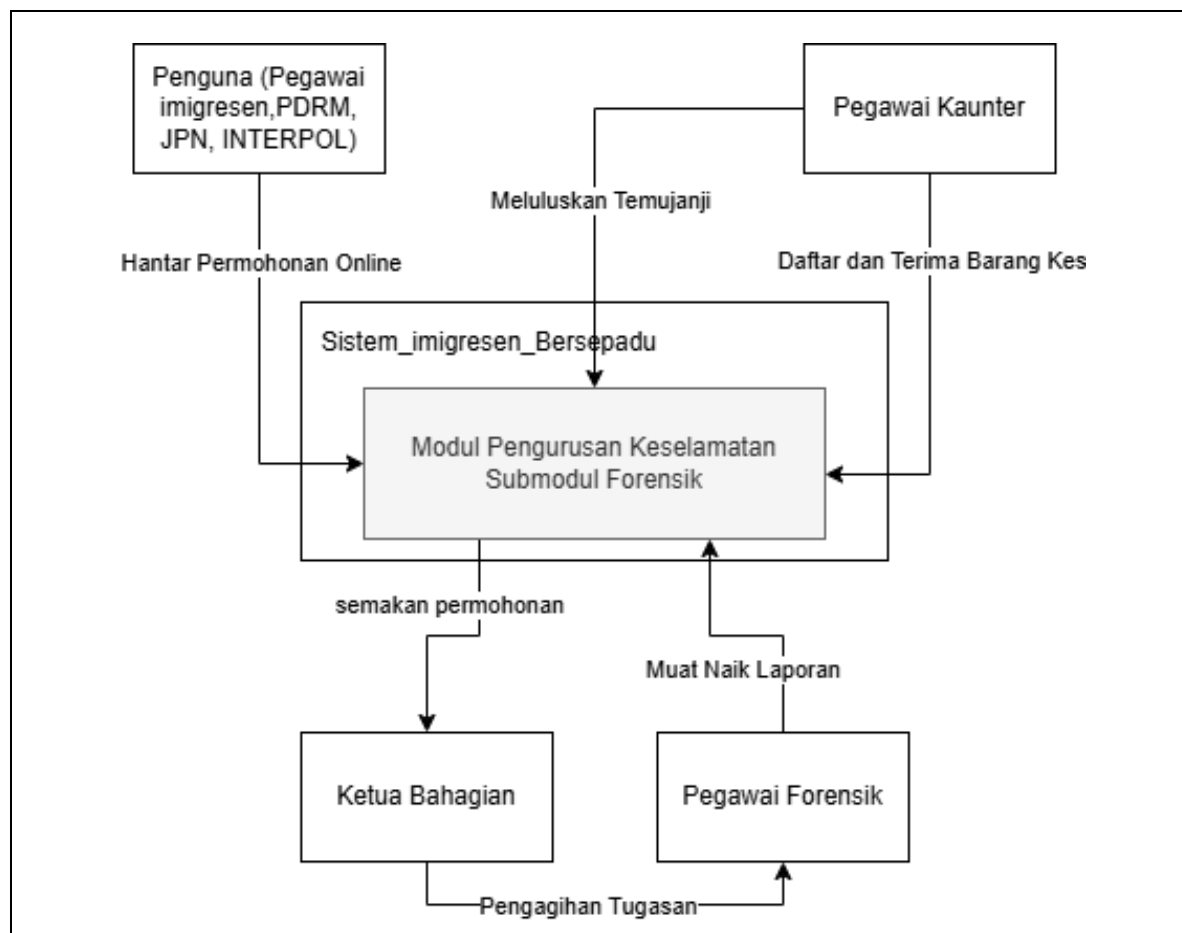 Penguna (Pegawai
imigresen,PDRM,
JPN, INTERPOL)
Pegawai Kaunter
Meluluskan Temujanji
Hantar Permohonan Online
Daftar dan Terima Barang Kes
Sistem_imigresen_Bersepadu
Modul Pengurusan Keselamatan
Submodul Forensik
semakan permohonan
Muat Naik Laporan
Ketua Bahagian
Pegawai Forensik
Pengagihan Tugasan